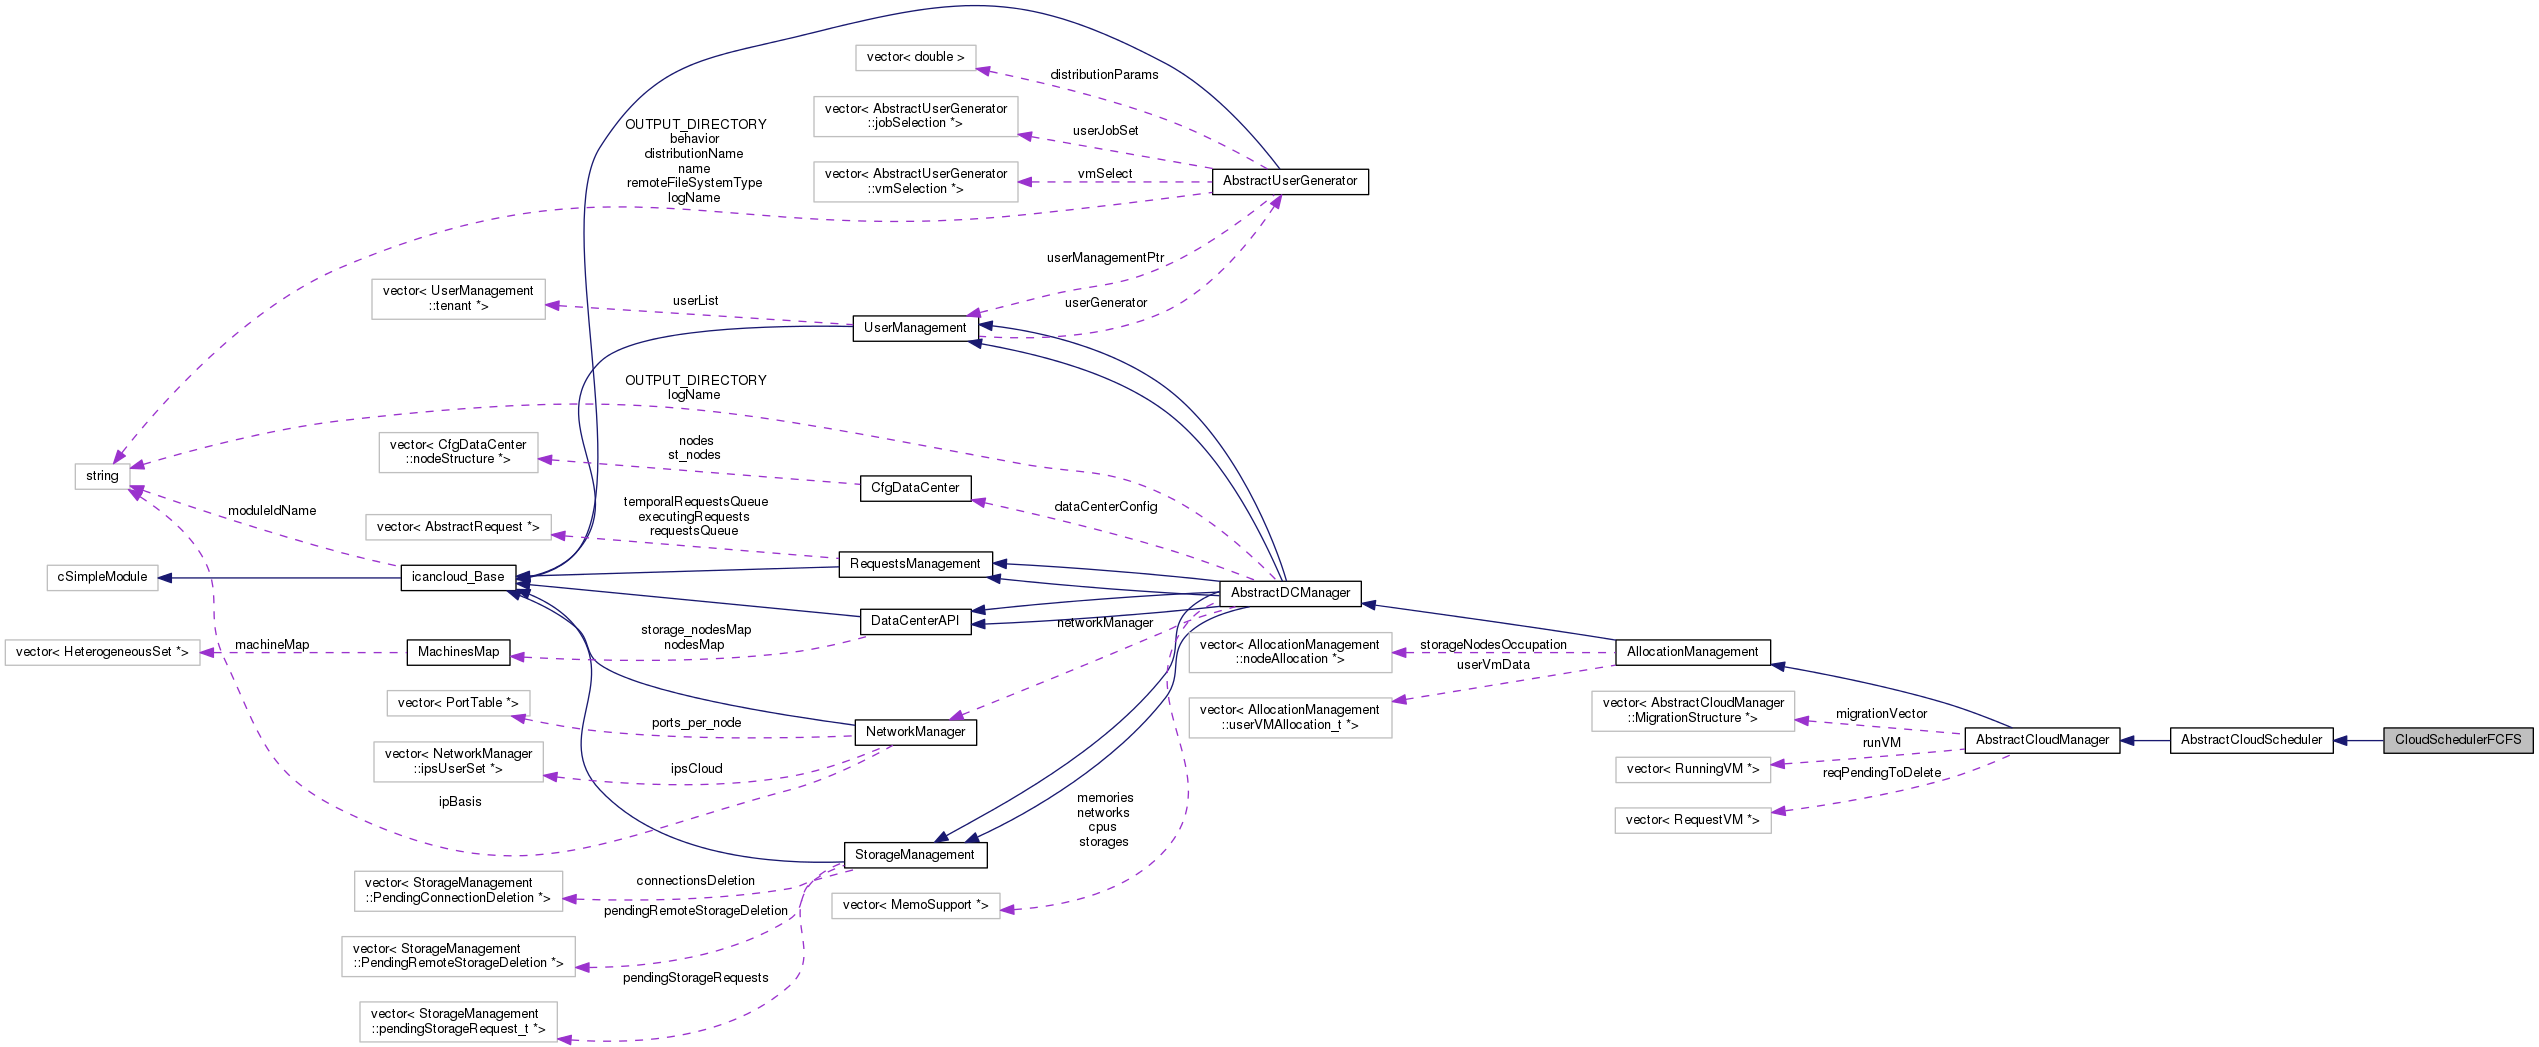 vector< double >
distributionParams
vector< AbstractUserGenerator
::jobSelection *>
userJobSet
OUTPUT_DIRECTORY
behavior
distributionName
name
remoteFileSystemType
logName
vector< AbstractUserGenerator
::vmSelection *>
vmSelect
AbstractUserGenerator
userManagementPtr
vector< UserManagement
::tenant *>
userList
userGenerator
UserManagement
OUTPUT_DIRECTORY
logName
vector< CfgDataCenter
::nodeStructure *>
nodes
st_nodes
string
CfgDataCenter
moduleIdName
temporalRequestsQueue
executingRequests
requestsQueue
dataCenterConfig
vector< AbstractRequest *>
RequestsManagement
cSimpleModule
icancloud_Base
AbstractDCManager
DataCenterAPI
networkManager
storage_nodesMap
nodesMap
vector< HeterogeneousSet *>
machineMap
MachinesMap
vector< AllocationManagement
::nodeAllocation *>
storageNodesOccupation
userVmData
AllocationManagement
vector< PortTable *>
ports_per_node
vector< AllocationManagement
::userVMAllocation_t *>
vector< AbstractCloudManager
::MigrationStructure *>
migrationVector
NetworkManager
runVM
AbstractCloudManager
AbstractCloudScheduler
CloudSchedulerFCFS
vector< NetworkManager
::ipsUserSet *>
ipsCloud
vector< RunningVM *>
reqPendingToDelete
ipBasis
memories
networks
cpus
storages
vector< RequestVM *>
StorageManagement
vector< StorageManagement
::PendingConnectionDeletion *>
connectionsDeletion
pendingRemoteStorageDeletion
vector< MemoSupport *>
vector< StorageManagement
::PendingRemoteStorageDeletion *>
pendingStorageRequests
vector< StorageManagement
::pendingStorageRequest_t *>